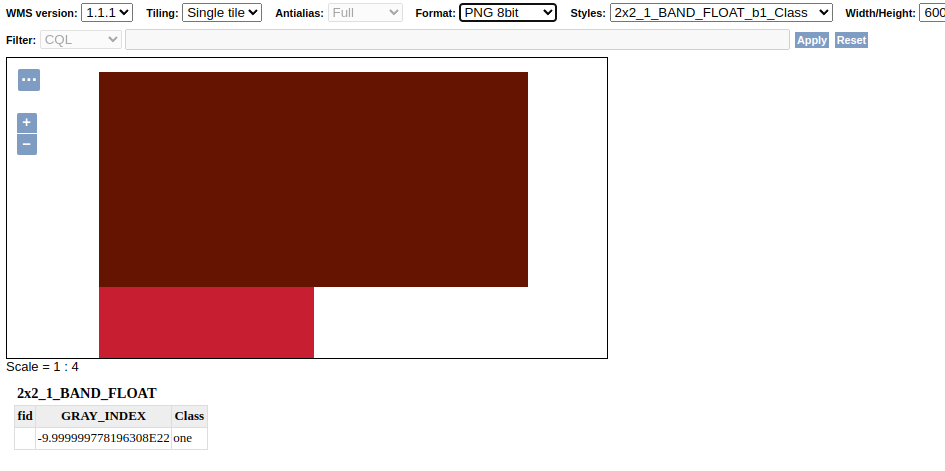 WMS version: 1.1.1 Tiling: Single tile Antialias: Full Format: PNG 8bit Styles: 2x2_1_BAND_FLOAT_b1_Class Width/Height: 600
Filter: CQL Apply Reset
...
+
−
Scale = 1 : 4
2x2_1_BAND_FLOAT
fid GRAY_INDEX Class
-9.999999778196308E22 one